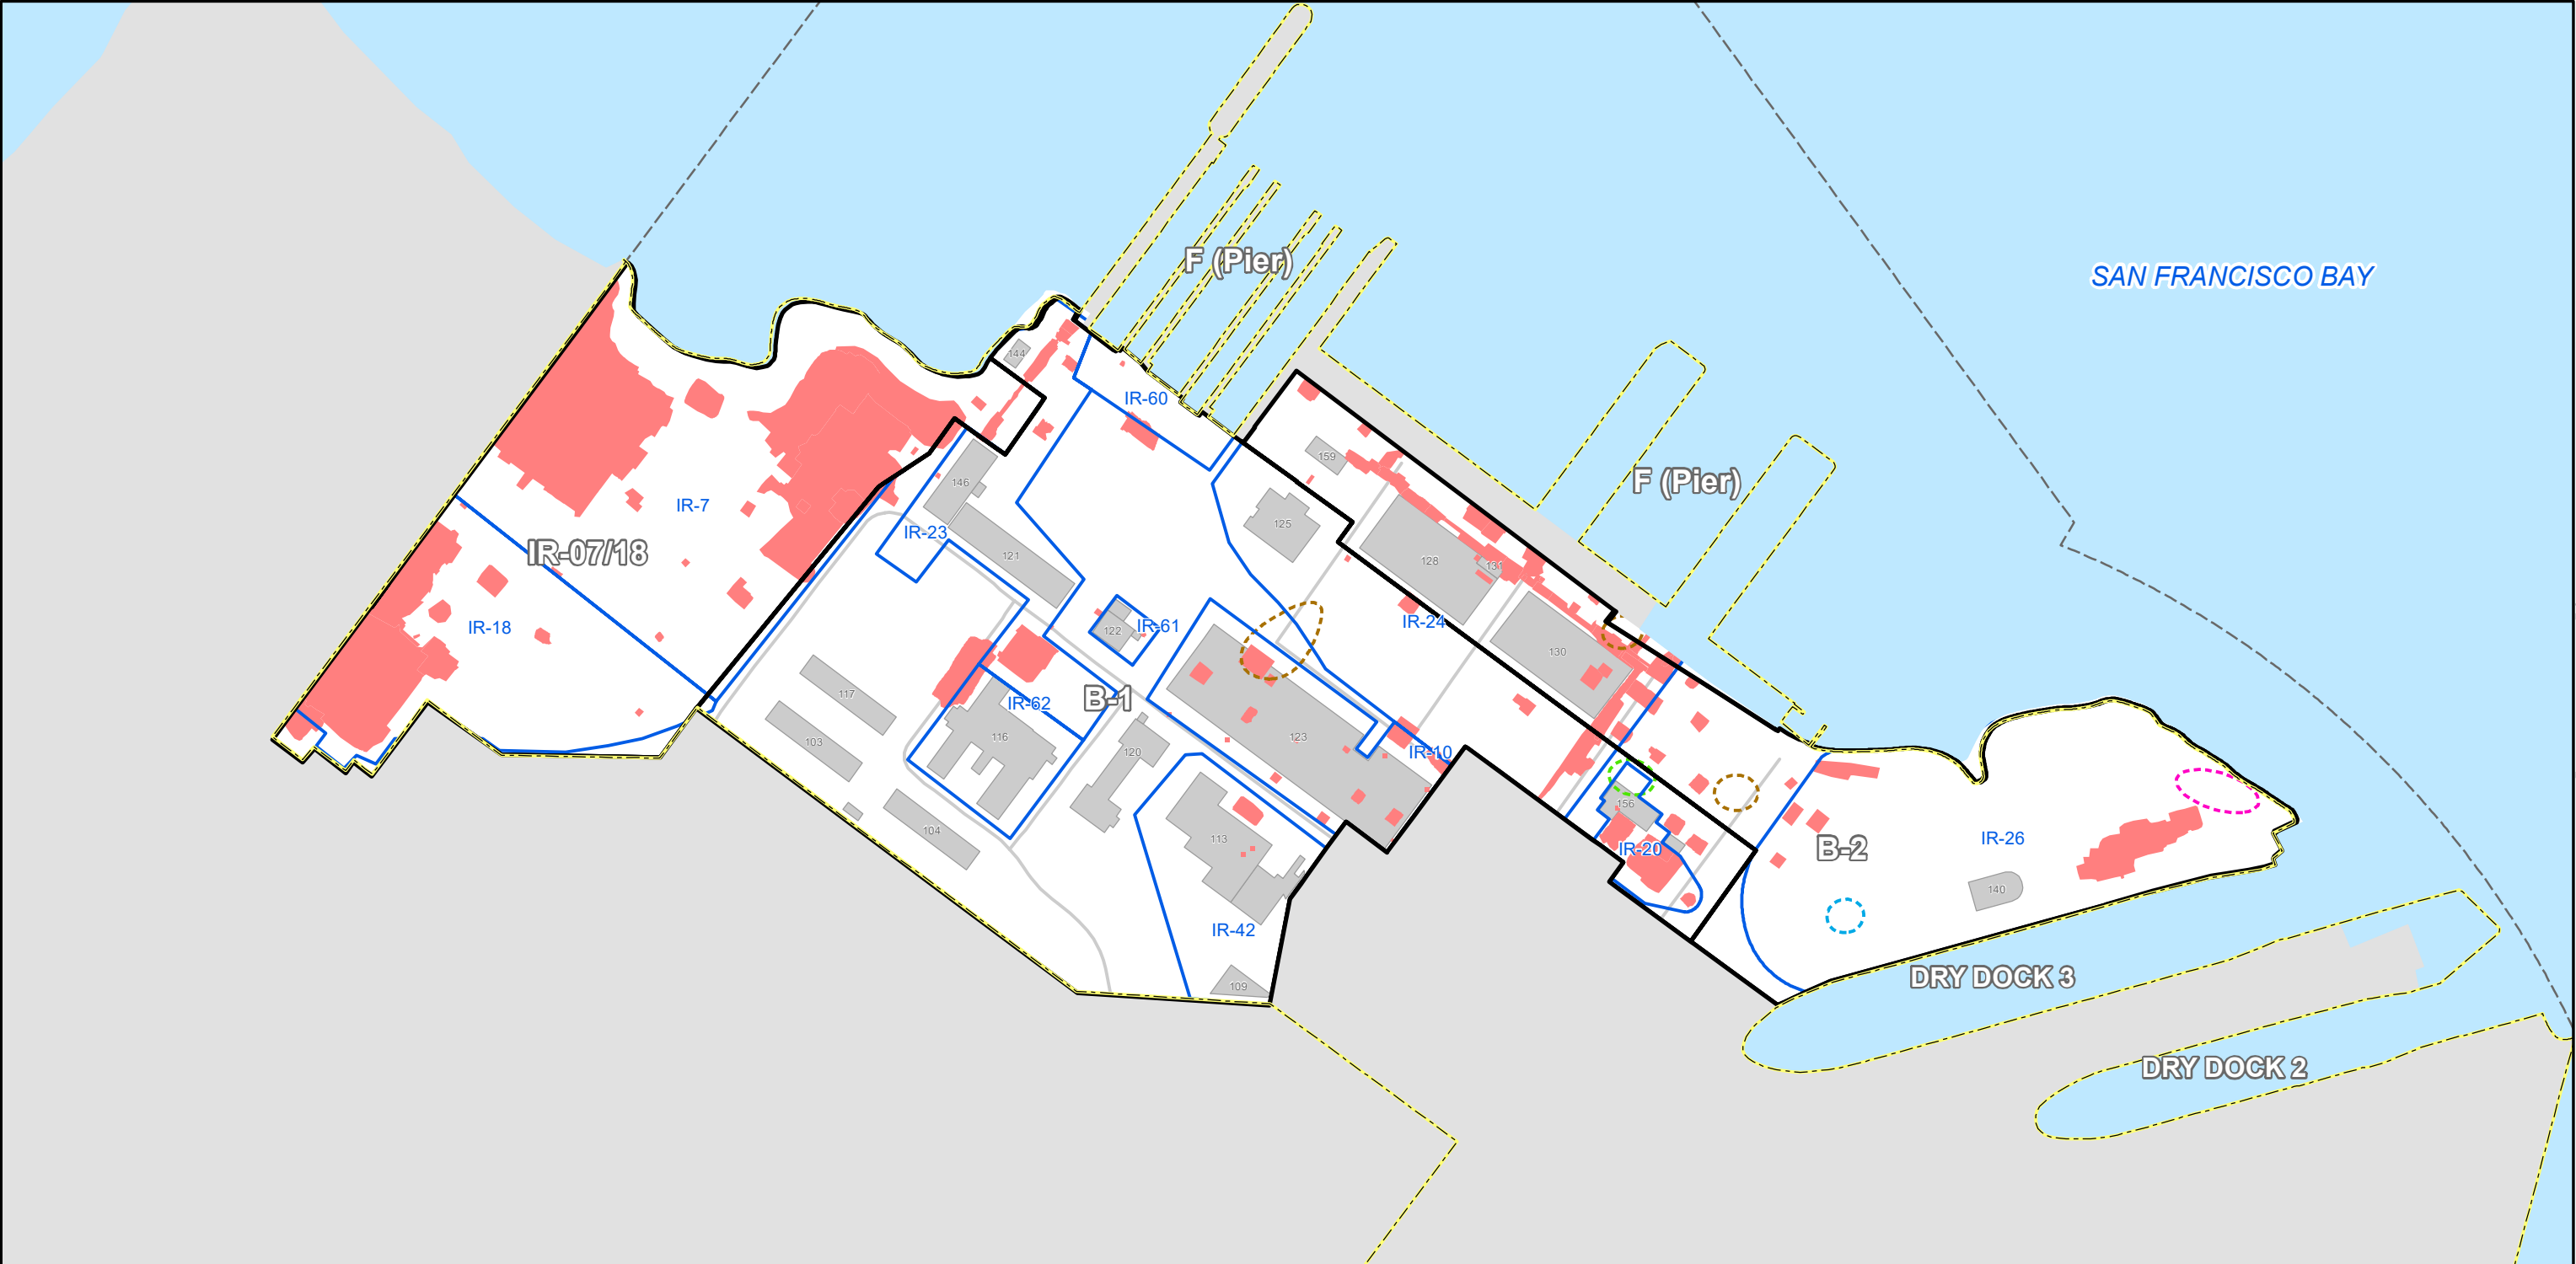 F (Pier)
SAN FRANCISCO BAY
144
IR-60
159
F (Pier)
146
IR-7
125
IR-23
121
IR-07/18
128
131
IR-18
122
IR-61
IR-24
130
117
IR-62
B-1
116
103
120
123
IR-10
156
104
113
IR-20
B-2
IR-26
140
IR-42
109
DRY DOCK 3
DRY DOCK 2